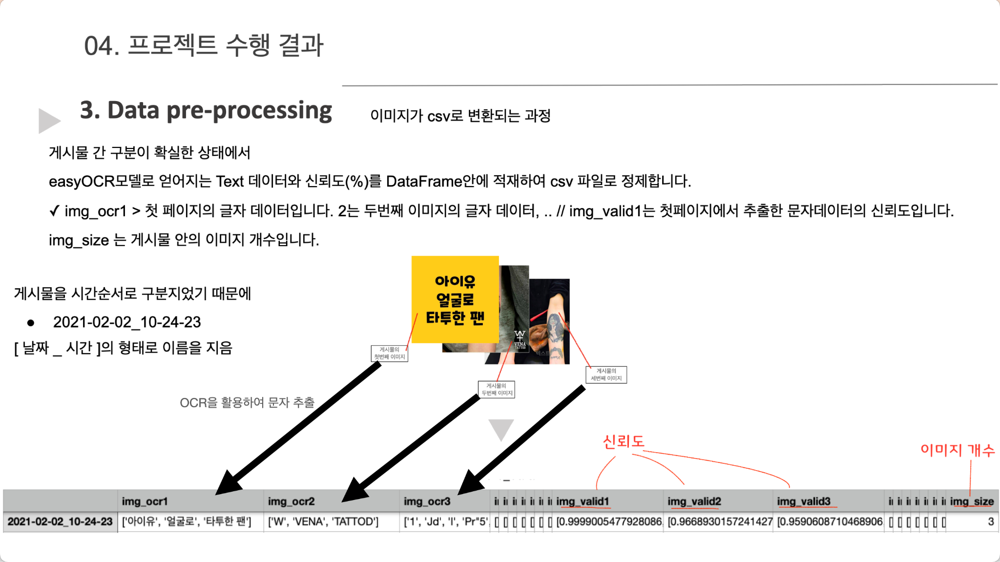 04. 프로젝트 수행 결과
3. Data pre-processing
이미지가 csv로 변환되는 과정
게시물 간 구분이 확실한 상태에서
easyOCR모델로 얻어지는 Text 데이터와 신뢰도(%)를 DataFrame안에 적재하여 csv 파일로 정제합니다.
✓ img_ocr1 > 첫 페이지의 글자 데이터입니다. 2는 두번째 이미지의 글자 데이터, .. // img_valid1는 첫페이지에서 추출한 문자데이터의 신뢰도입니다.
img_size 는 게시물 안의 이미지 개수입니다.
게시물을 시간순서로 구분지었기 때문에
● 2021-02-02_10-24-23
[ 날짜 _ 시간 ]의 형태로 이름을 지음
아이유
얼굴로
타투한 팬
VENA
TATTOO
텍스트
게시물의
첫번째 이미지
게시물의
두번째 이미지
게시물의
세번째 이미지
OCR을 활용하여 문자 추출
신뢰도
이미지 개수
img_ocr1 img_ocr2 img_ocr3 img_valid1 img_valid2 img_valid3 img_size
2021-02-02_10-24-23 ['아이유', '얼굴로', '타투한 팬'] ['W', 'VENA', 'TATTOD'] ['1', 'Jd', 'l', 'Pr"5', [] [] [] [] [] [] [] [0.9999005477928086, [0.9668930157241427 [0.9590608710468906, [] [] [] [] [] [] [] 3